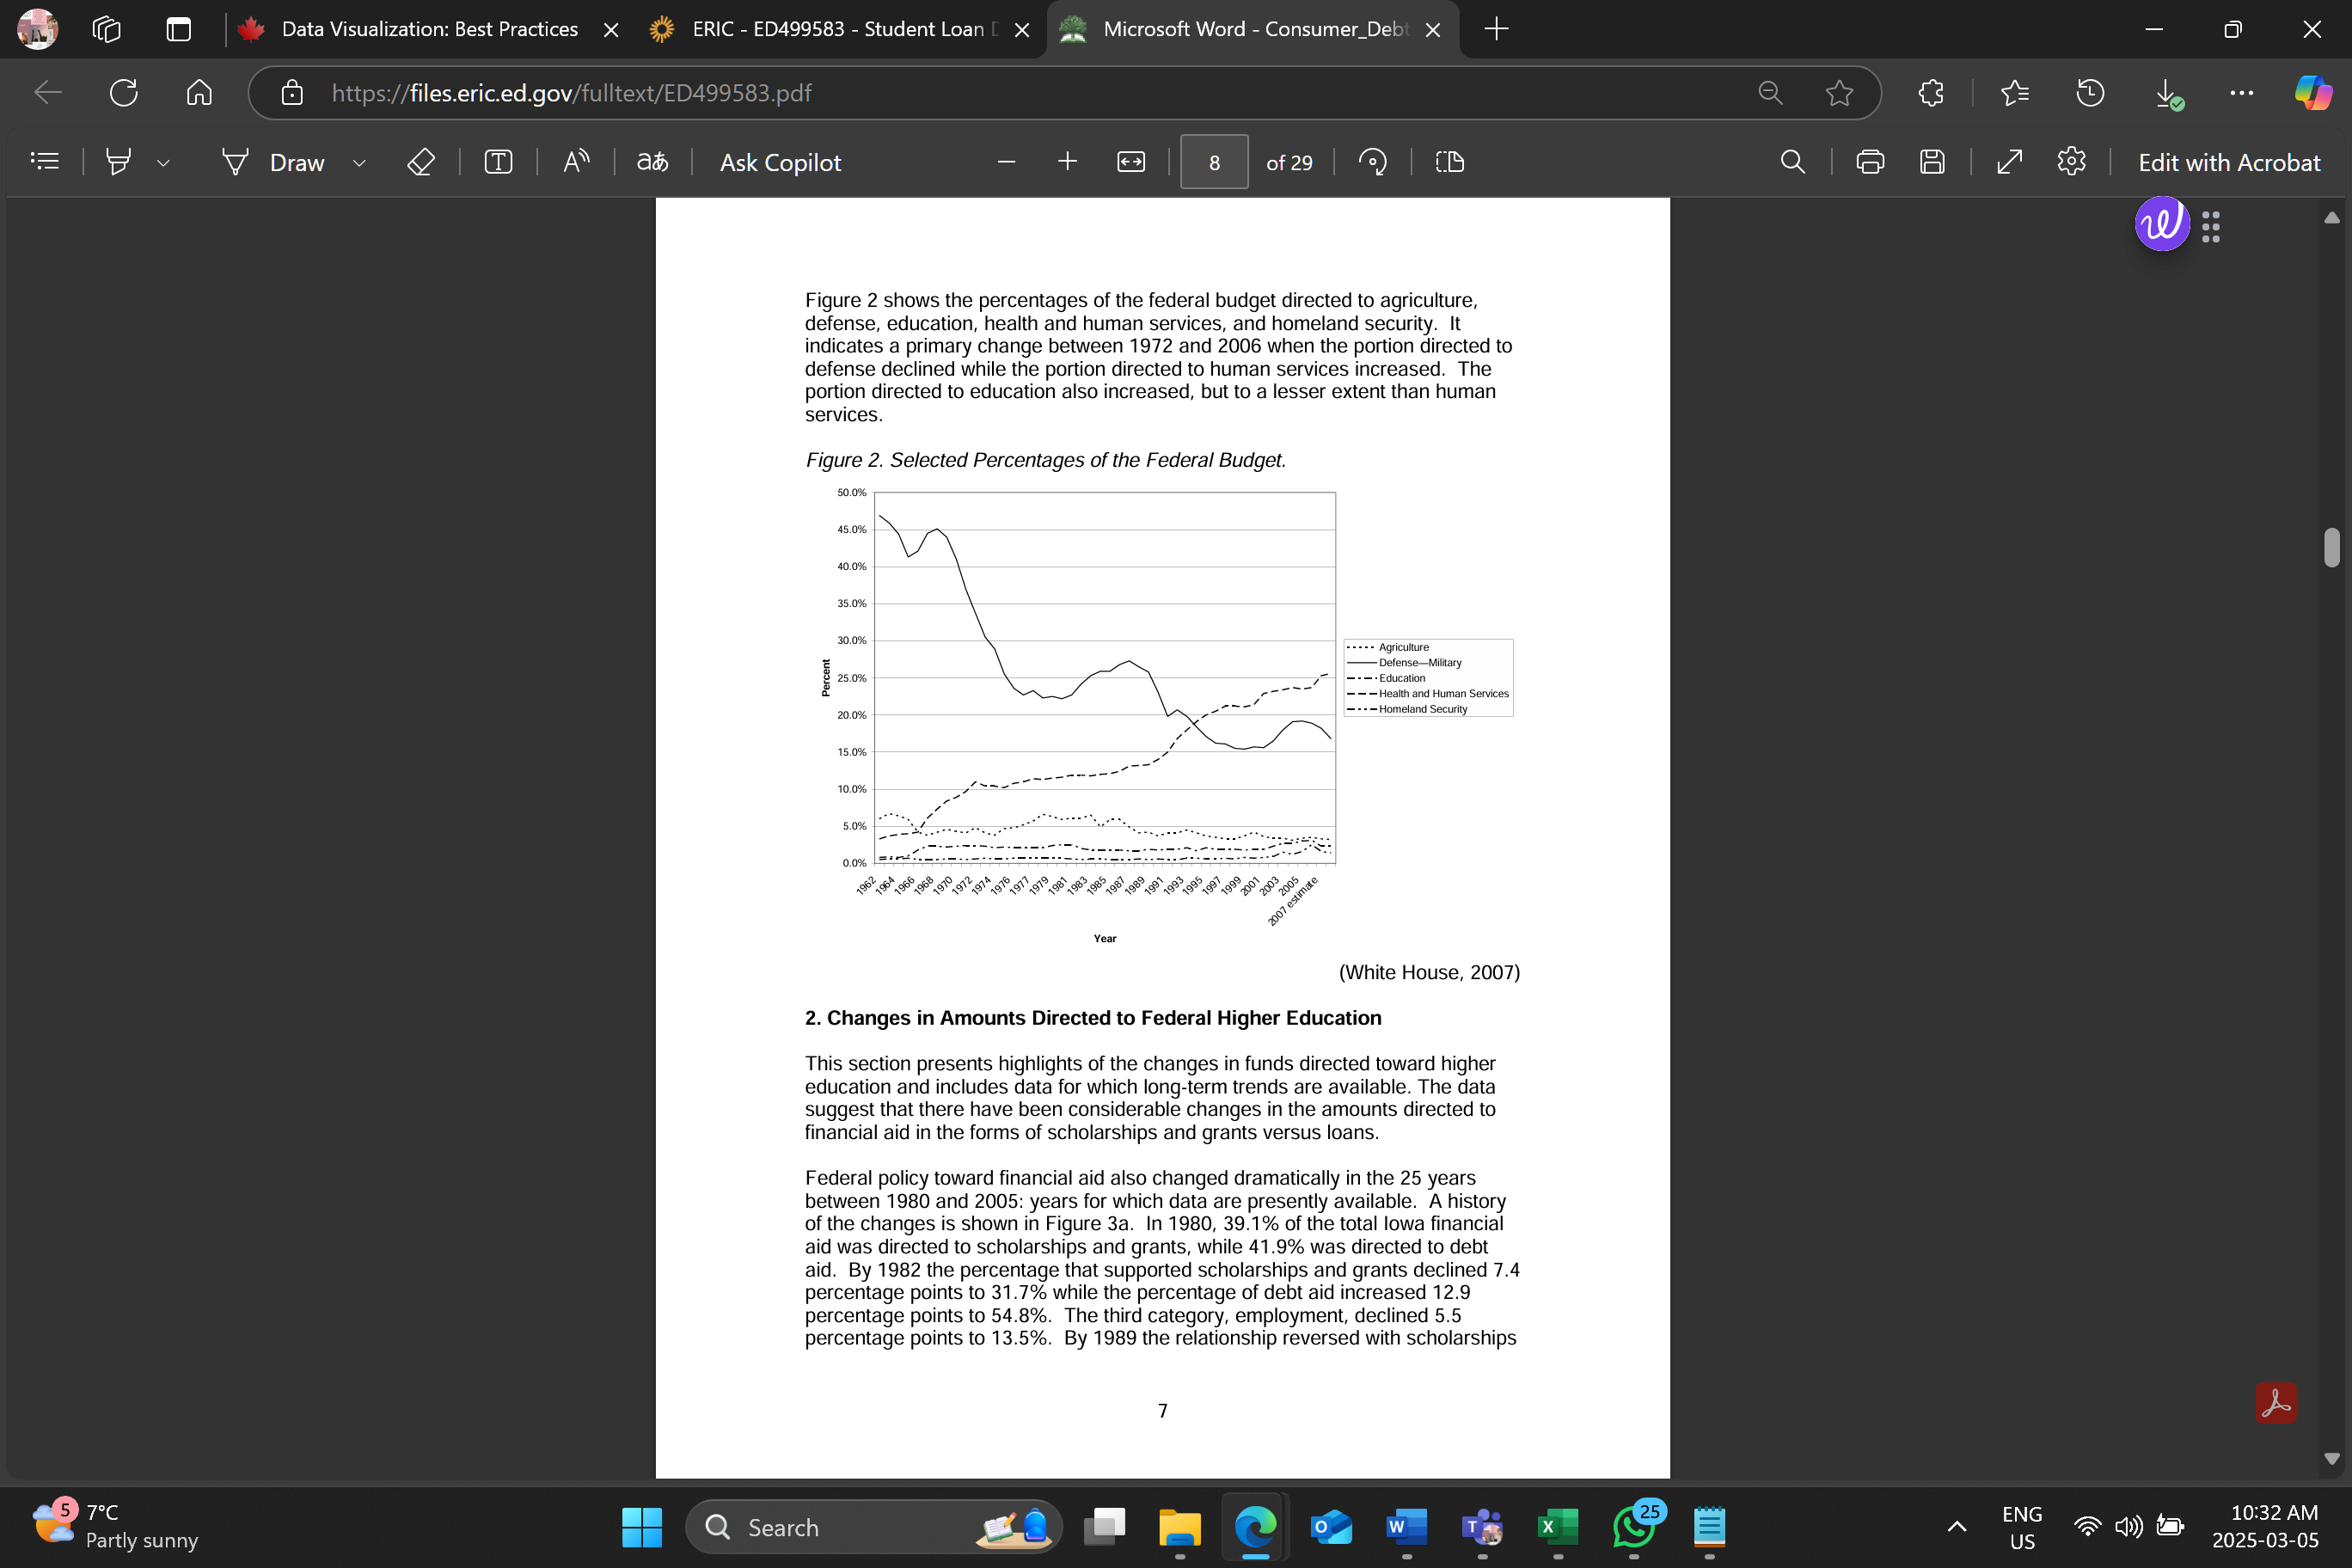 Data Visualization: Best Practices
ERIC - ED499583 - Student Loan D
Microsoft Word - Consumer_Debt
https://files.eric.ed.gov/fulltext/ED499583.pdf
Draw
T
A
aあ
Ask Copilot
8
of 29
Edit with Acrobat
Figure 2 shows the percentages of the federal budget directed to agriculture,
defense, education, health and human services, and homeland security. It
indicates a primary change between 1972 and 2006 when the portion directed to
defense declined while the portion directed to human services increased. The
portion directed to education also increased, but to a lesser extent than human
services.
Figure 2. Selected Percentages of the Federal Budget.
50.0%
45.0%
40.0%
35.0%
30.0%
25.0%
20.0%
15.0%
10.0%
5.0%
0.0%
Percent
Agriculture
Defense—Military
Education
Health and Human Services
Homeland Security
1962
1964
1966
1968
1970
1972
1974
1976
1977
1979
1981
1983
1985
1987
1989
1991
1993
1995
1997
1999
2001
2003
2005
2007 estimate
Year
(White House, 2007)
2. Changes in Amounts Directed to Federal Higher Education
This section presents highlights of the changes in funds directed toward higher
education and includes data for which long-term trends are available. The data
suggest that there have been considerable changes in the amounts directed to
financial aid in the forms of scholarships and grants versus loans.
Federal policy toward financial aid also changed dramatically in the 25 years
between 1980 and 2005: years for which data are presently available. A history
of the changes is shown in Figure 3a. In 1980, 39.1% of the total Iowa financial
aid was directed to scholarships and grants, while 41.9% was directed to debt
aid. By 1982 the percentage that supported scholarships and grants declined 7.4
percentage points to 31.7% while the percentage of debt aid increased 12.9
percentage points to 54.8%. The third category, employment, declined 5.5
percentage points to 13.5%. By 1989 the relationship reversed with scholarships
7
5
7°C
Partly sunny
Search
25
ENG
US
10:32 AM
2025-03-05